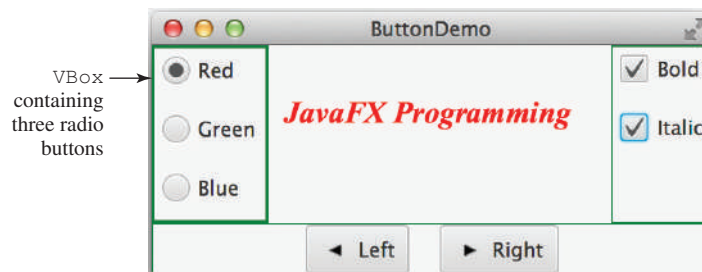 ButtonDemo
VBox
containing
three radio
buttons
Red
Green
Blue
JavaFX Programming
Bold
Italic
◄ Left
► Right